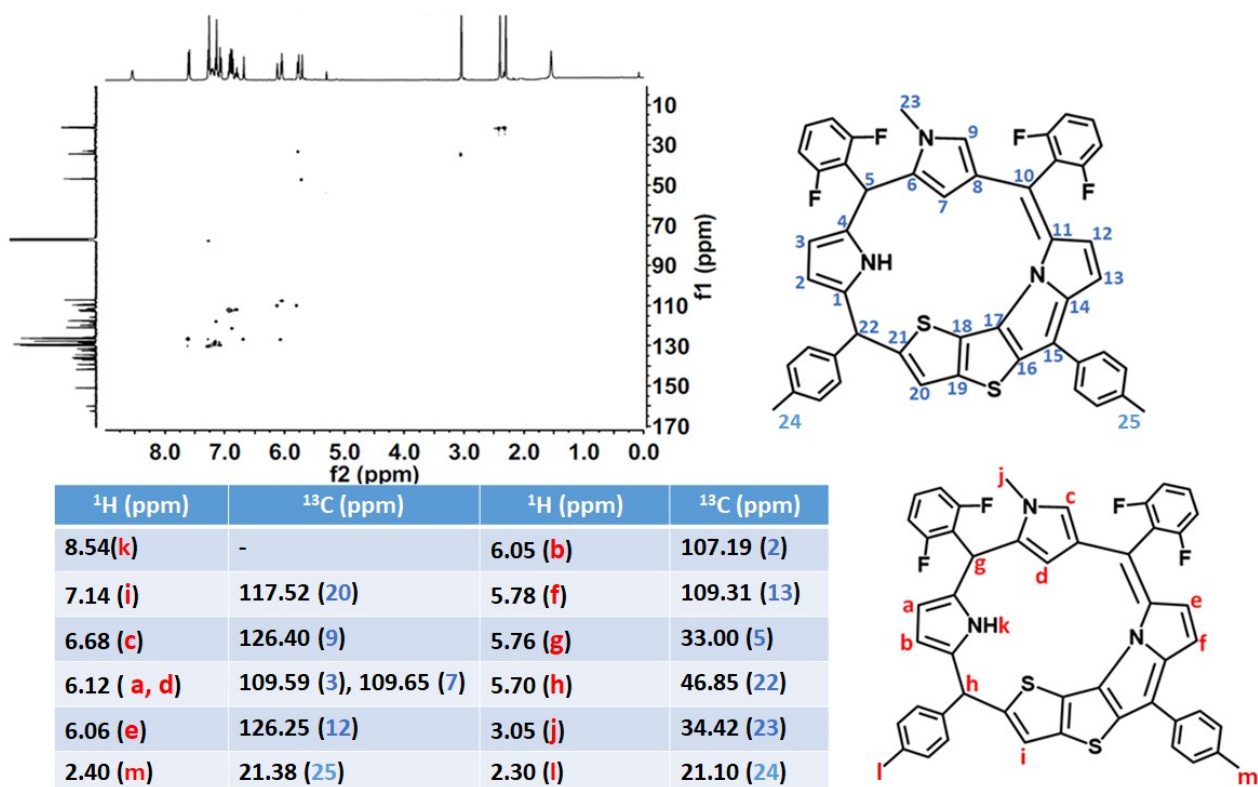 10
30
50
70
90
110
130
150
170
f1 (ppm)
8.0 7.0 6.0 5.0 4.0 3.0 2.0 1.0 0.0
f2 (ppm)
23
N
9
F
F
F
F
5
6
7
8
10
4
3
2
1
NH
11
12
13
N
14
17
18
S
22
21
20
19
S
16
15
24
25
¹H (ppm) ¹³C (ppm) ¹H (ppm) ¹³C (ppm)
8.54(k) - 6.05 (b) 107.19 (2)
7.14 (i) 117.52 (20) 5.78 (f) 109.31 (13)
6.68 (c) 126.40 (9) 5.76 (g) 33.00 (5)
6.12 ( a, d) 109.59 (3), 109.65 (7) 5.70 (h) 46.85 (22)
6.06 (e) 126.25 (12) 3.05 (j) 34.42 (23)
2.40 (m) 21.38 (25) 2.30 (l) 21.10 (24)
j
N
c
F
F
F
F
g
d
a
b
NHk
e
f
N
h
S
i
S
l
m